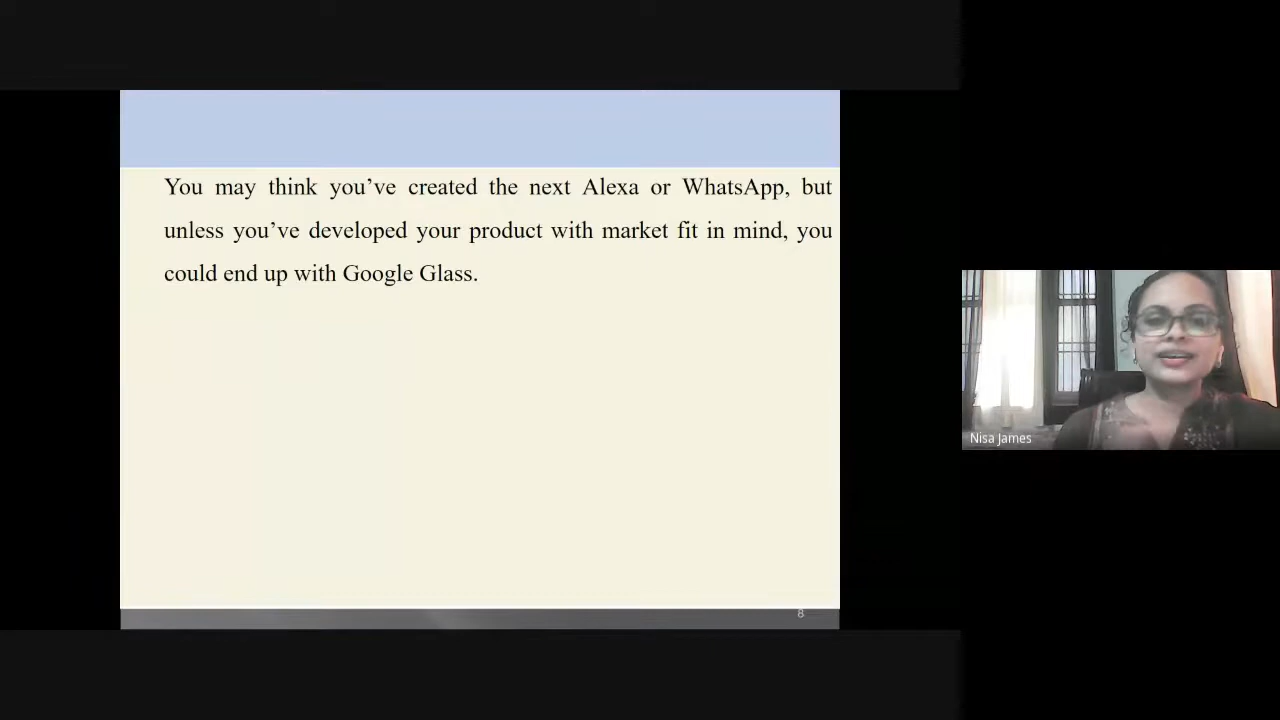 You may think you’ve created the next Alexa or WhatsApp, but
unless you’ve developed your product with market fit in mind, you
could end up with Google Glass.
8
Nisa James